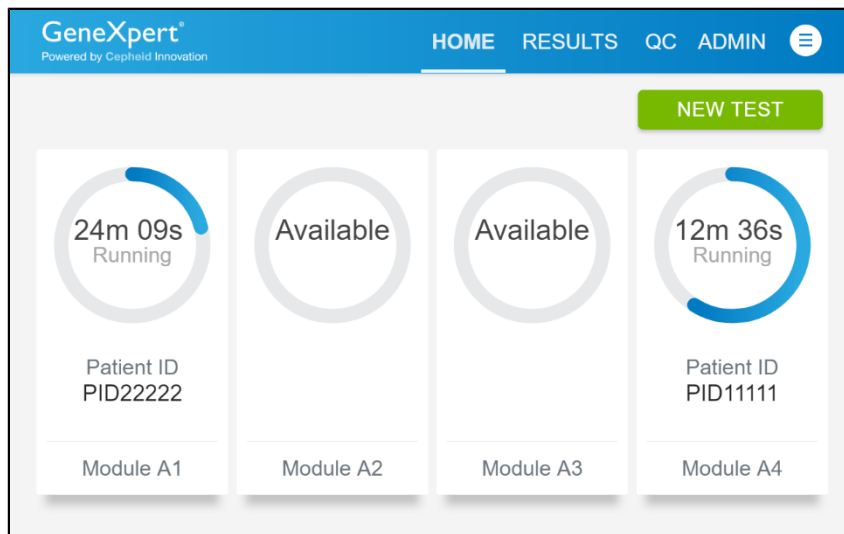 GeneXpert®
Powered by Cepheid Innovation
HOME RESULTS QC ADMIN
NEW TEST
24m 09s
Running
Patient ID
PID22222
Module A1
Available
Module A2
Available
Module A3
12m 36s
Running
Patient ID
PID11111
Module A4